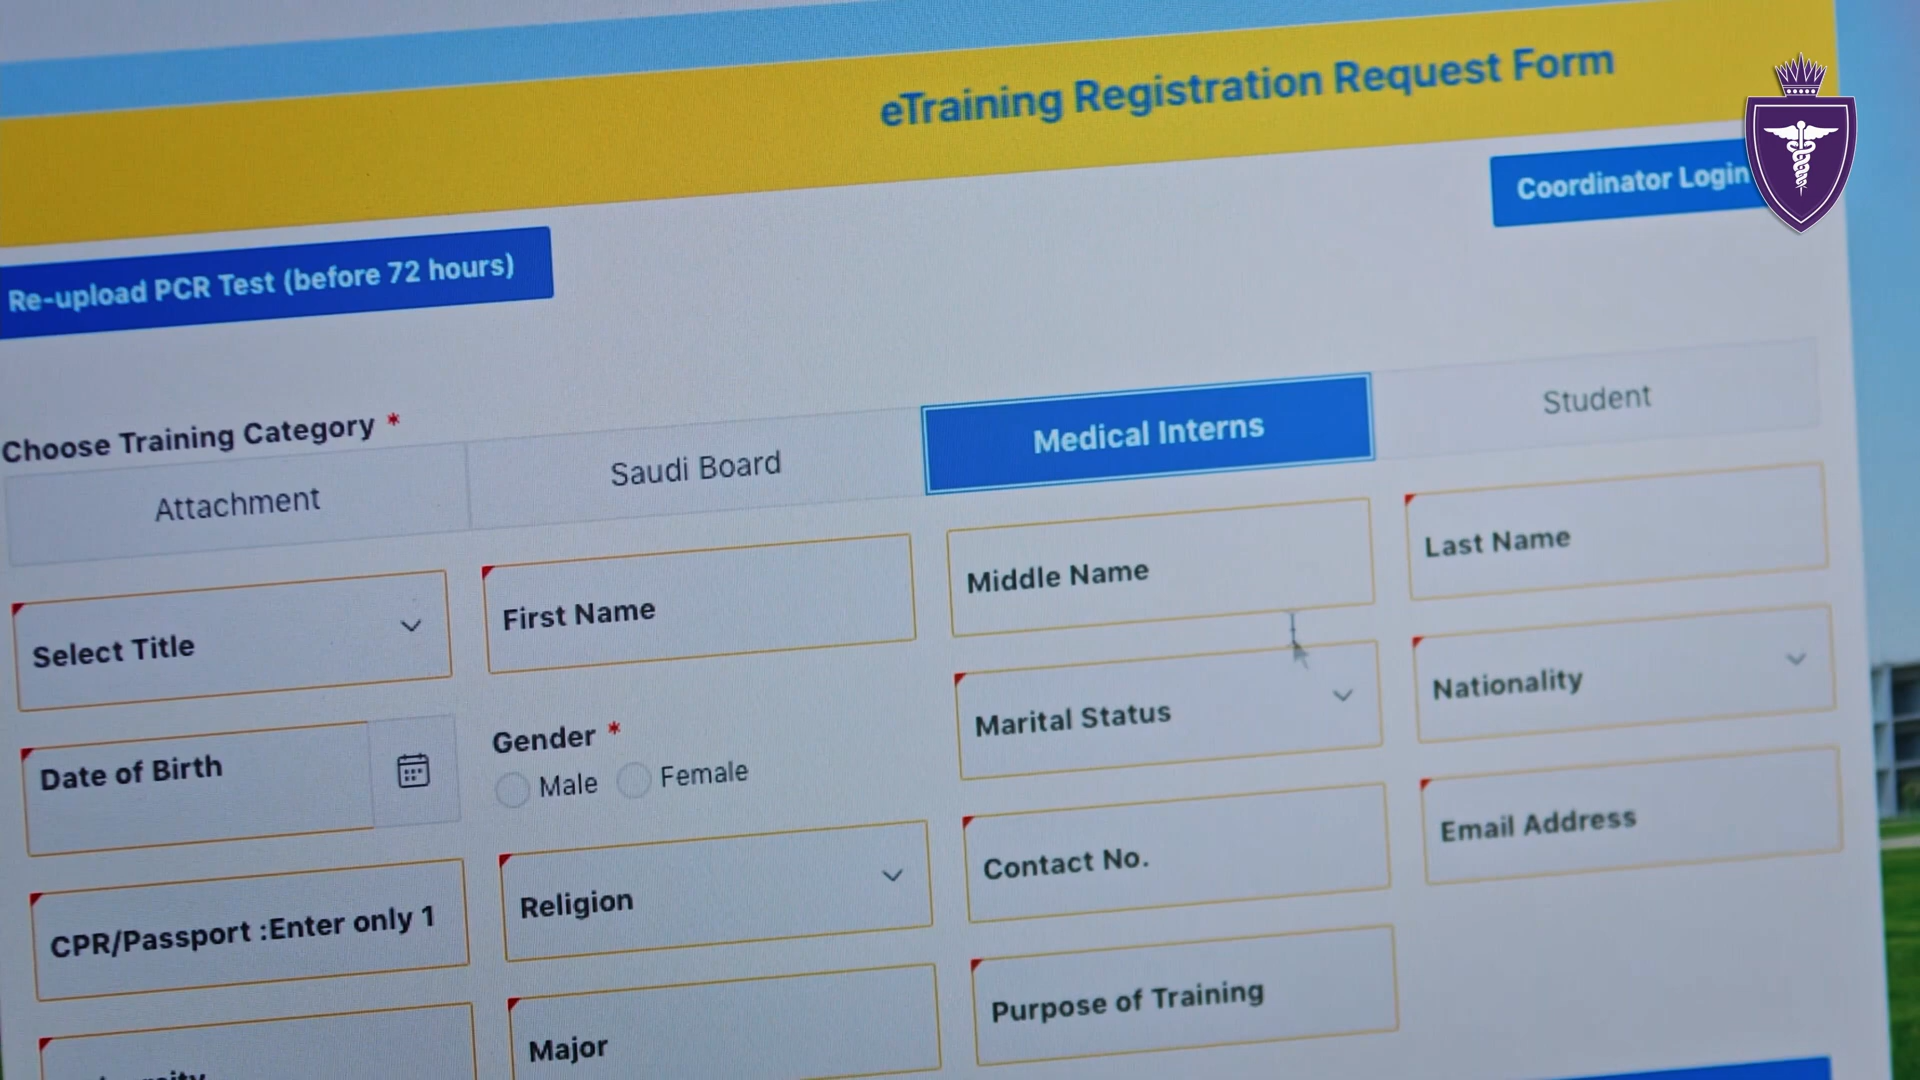 eTraining Registration Request Form
Coordinator Login
Re-upload PCR Test (before 72 hours)
Choose Training Category *
Attachment
Saudi Board
Medical Interns
Student
Select Title
First Name
Middle Name
Last Name
Date of Birth
Gender *
Male
Female
Marital Status
Nationality
CPR/Passport :Enter only 1
Religion
Contact No.
Email Address
Major
Purpose of Training